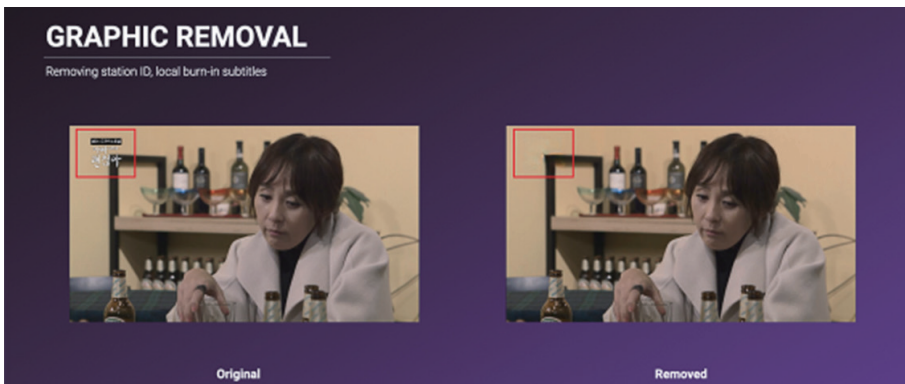 GRAPHIC REMOVAL
Removing station ID, local burn-in subtitles
Original
Removed